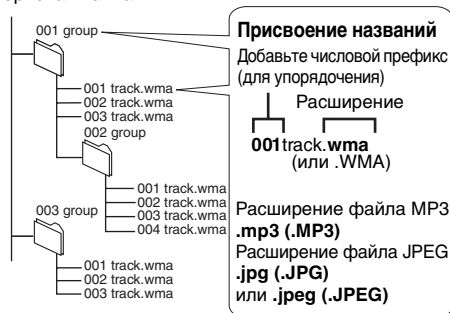 001 group
001 track.wma
002 track.wma
003 track.wma
002 group
001 track.wma
002 track.wma
003 track.wma
004 track.wma
003 group
001 track.wma
002 track.wma
003 track.wma
Присвоение названий
Добавьте числовой префикс
(для упорядочения)
Расширение
001track.wma
(или .WMA)
Расширение файла MP3
.mp3 (.MP3)
Расширение файла JPEG
.jpg (.JPG)
или .jpeg (.JPEG)